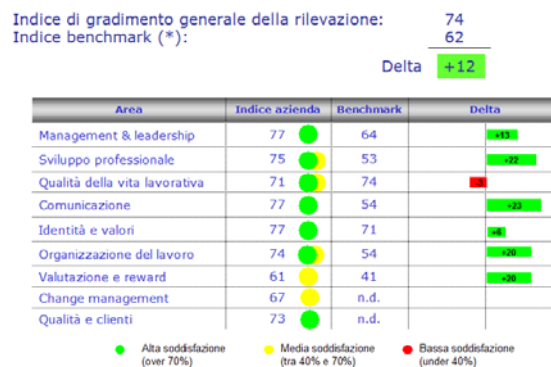 Indice di gradimento generale della rilevazione: 74
Indice benchmark (*): 62
Delta +12
Area Indice azienda Benchmark Delta
Management & leadership 77 64 +13
Sviluppo professionale 75 53 +22
Qualità della vita lavorativa 71 74 -3
Comunicazione 77 54 +23
Identità e valori 77 71 +6
Organizzazione del lavoro 74 54 +20
Valutazione e reward 61 41 +20
Change management 67 n.d.
Qualità e clienti 73 n.d.
Alta soddisfazione Media soddisfazione Bassa soddisfazione
(over 70%) (tra 40% e 70%) (under 40%)